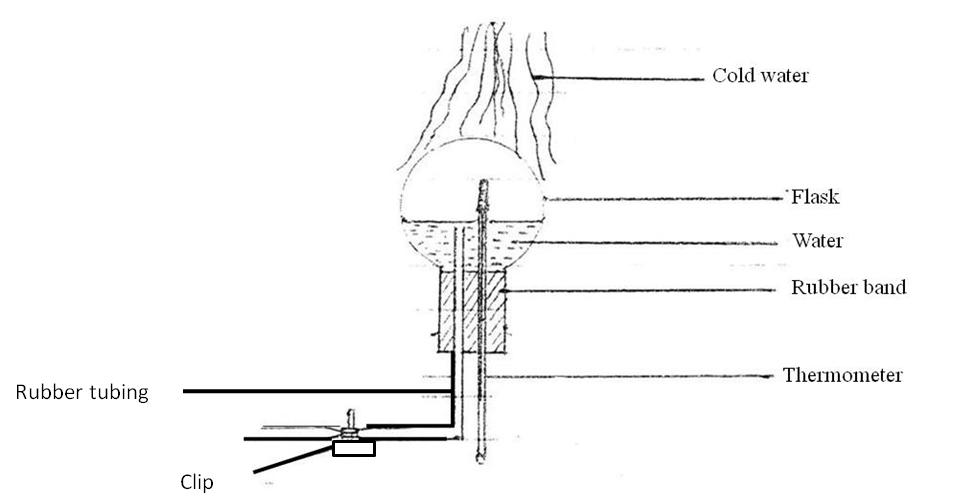 Cold water
Flask
Water
Rubber band
Thermometer
Rubber tubing
Clip